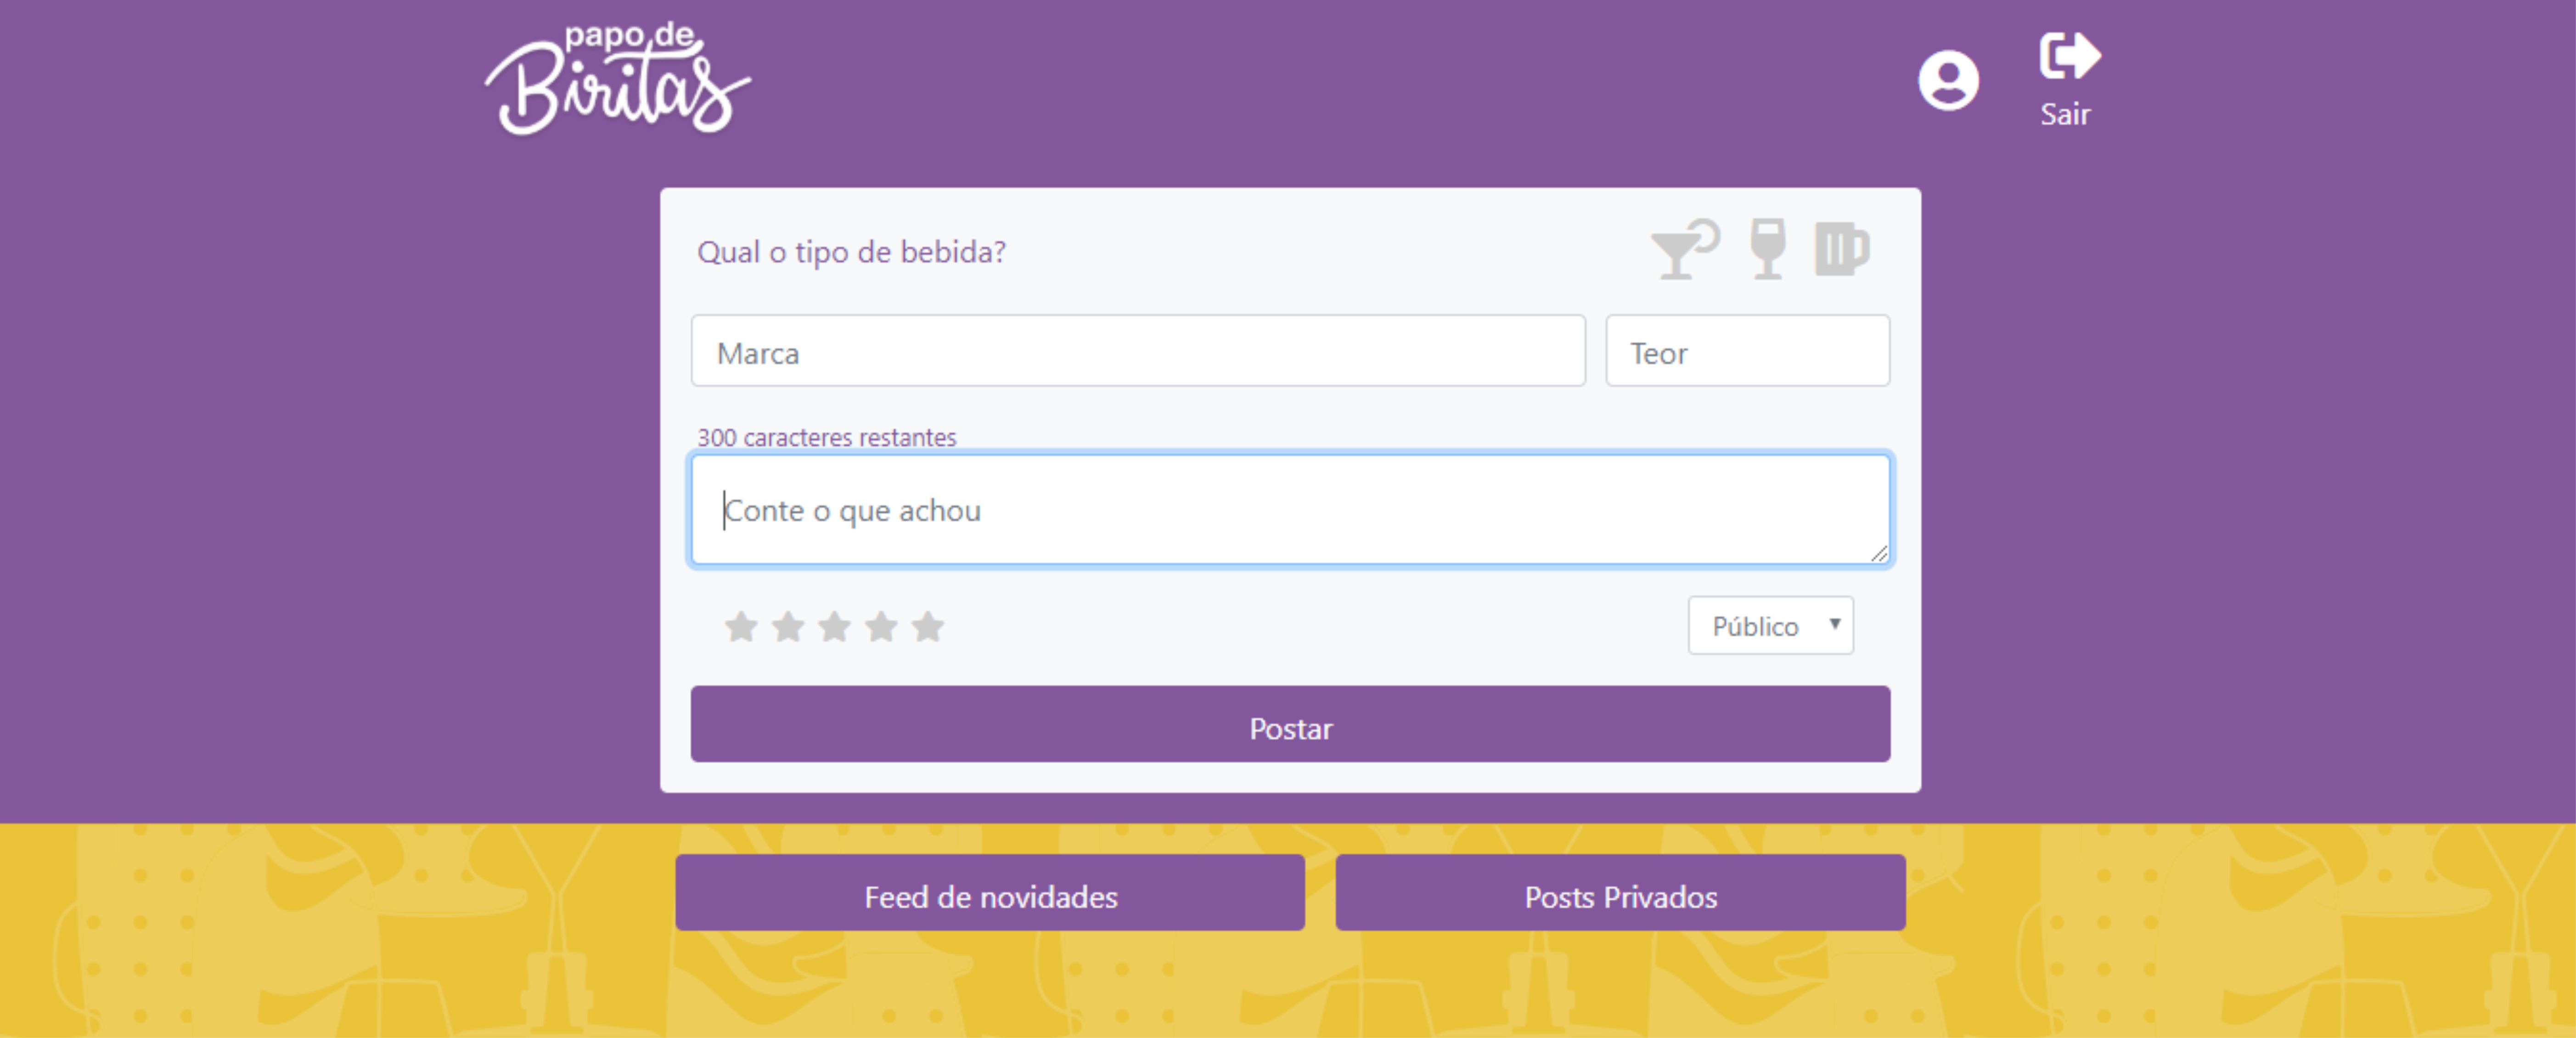 papo de
Biritas
Sair
Qual o tipo de bebida?
Marca
Teor
300 caracteres restantes
Conte o que achou
Público
Postar
Feed de novidades
Posts Privados